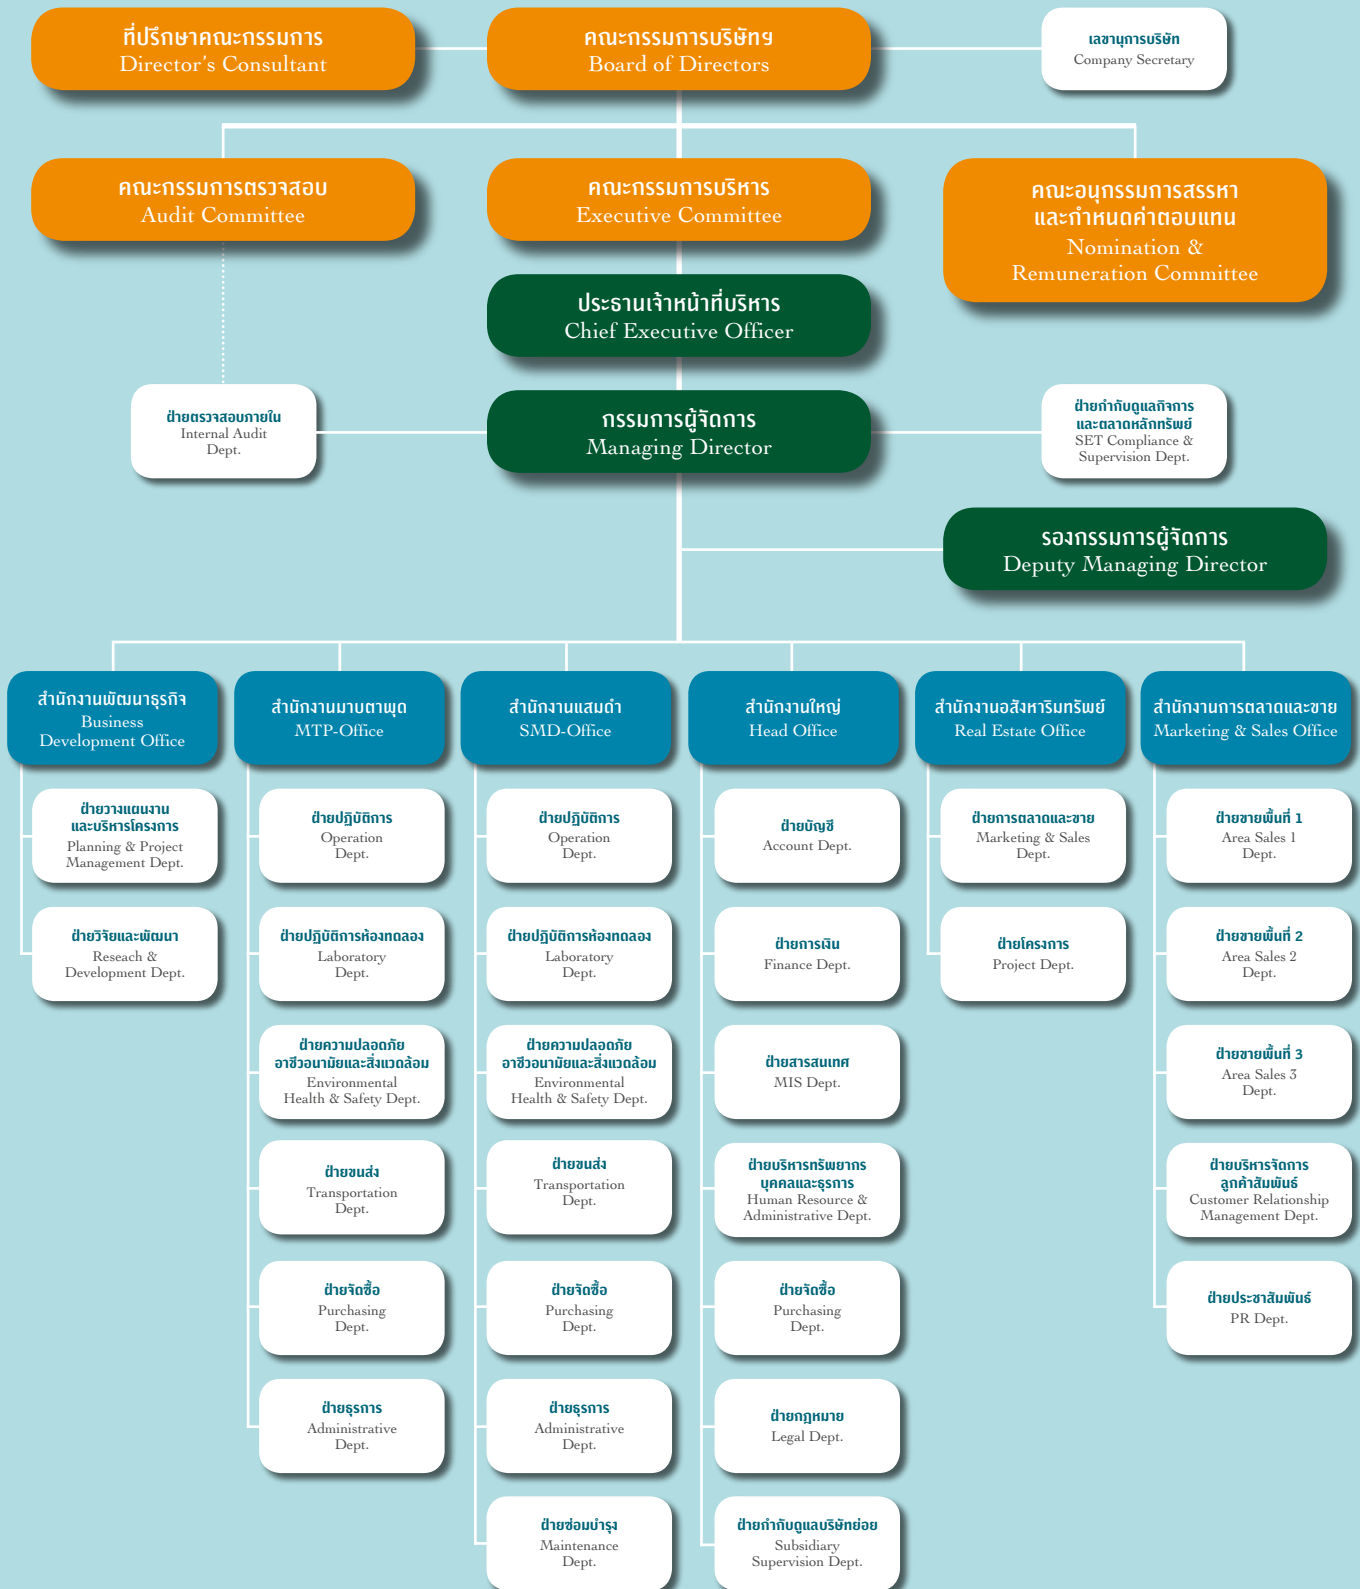 ที่ปรึกษาคณะกรรมการ
Director's Consultant
คณะกรรมการบริษัทฯ
Board of Directors
เลขานุการบริษัท
Company Secretary
คณะกรรมการตรวจสอบ
Audit Committee
คณะกรรมการบริหาร
Executive Committee
คณะอนุกรรมการสรรหา
และกำหนดค่าตอบแทน
Nomination &
Remuneration Committee
ประธานเจ้าหน้าที่บริหาร
Chief Executive Officer
ฝ่ายตรวจสอบภายใน
Internal Audit
Dept.
กรรมการผู้จัดการ
Managing Director
ฝ่ายกำกับดูแลกิจการ
และตลาดหลักทรัพย์
SET Compliance &
Supervision Dept.
รองกรรมการผู้จัดการ
Deputy Managing Director
สำนักงานพัฒนาธุรกิจ
Business
Development Office
ฝ่ายวางแผนงาน
และบริหารโครงการ
Planning & Project
Management Dept.
ฝ่ายวิจัยและพัฒนา
Reseach &
Development Dept.
สำนักงานมาบตาพุด
MTP-Office
ฝ่ายปฏิบัติการ
Operation
Dept.
ฝ่ายปฏิบัติการห้องทดลอง
Laboratory
Dept.
ฝ่ายความปลอดภัย
อาชีวอนามัยและสิ่งแวดล้อม
Environmental
Health & Safety Dept.
ฝ่ายขนส่ง
Transportation
Dept.
ฝ่ายจัดซื้อ
Purchasing
Dept.
ฝ่ายธุรการ
Administrative
Dept.
สำนักงานแสมดำ
SMD-Office
ฝ่ายปฏิบัติการ
Operation
Dept.
ฝ่ายปฏิบัติการห้องทดลอง
Laboratory
Dept.
ฝ่ายความปลอดภัย
อาชีวอนามัยและสิ่งแวดล้อม
Environmental
Health & Safety Dept.
ฝ่ายขนส่ง
Transportation
Dept.
ฝ่ายจัดซื้อ
Purchasing
Dept.
ฝ่ายธุรการ
Administrative
Dept.
ฝ่ายซ่อมบำรุง
Maintenance
Dept.
สำนักงานใหญ่
Head Office
ฝ่ายบัญชี
Account Dept.
ฝ่ายการเงิน
Finance Dept.
ฝ่ายสารสนเทศ
MIS Dept.
ฝ่ายบริหารทรัพยากร
บุคคลและธุรการ
Human Resource &
Administrative Dept.
ฝ่ายจัดซื้อ
Purchasing
Dept.
ฝ่ายกฎหมาย
Legal Dept.
ฝ่ายกำกับดูแลบริษัทย่อย
Subsidiary
Supervision Dept.
สำนักงานอสังหาริมทรัพย์
Real Estate Office
ฝ่ายการตลาดและขาย
Marketing & Sales
Dept.
ฝ่ายโครงการ
Project Dept.
สำนักงานการตลาดและขาย
Marketing & Sales Office
ฝ่ายขายพื้นที่ 1
Area Sales 1
Dept.
ฝ่ายขายพื้นที่ 2
Area Sales 2
Dept.
ฝ่ายขายพื้นที่ 3
Area Sales 3
Dept.
ฝ่ายบริหารจัดการ
ลูกค้าสัมพันธ์
Customer Relationship
Management Dept.
ฝ่ายประชาสัมพันธ์
PR Dept.